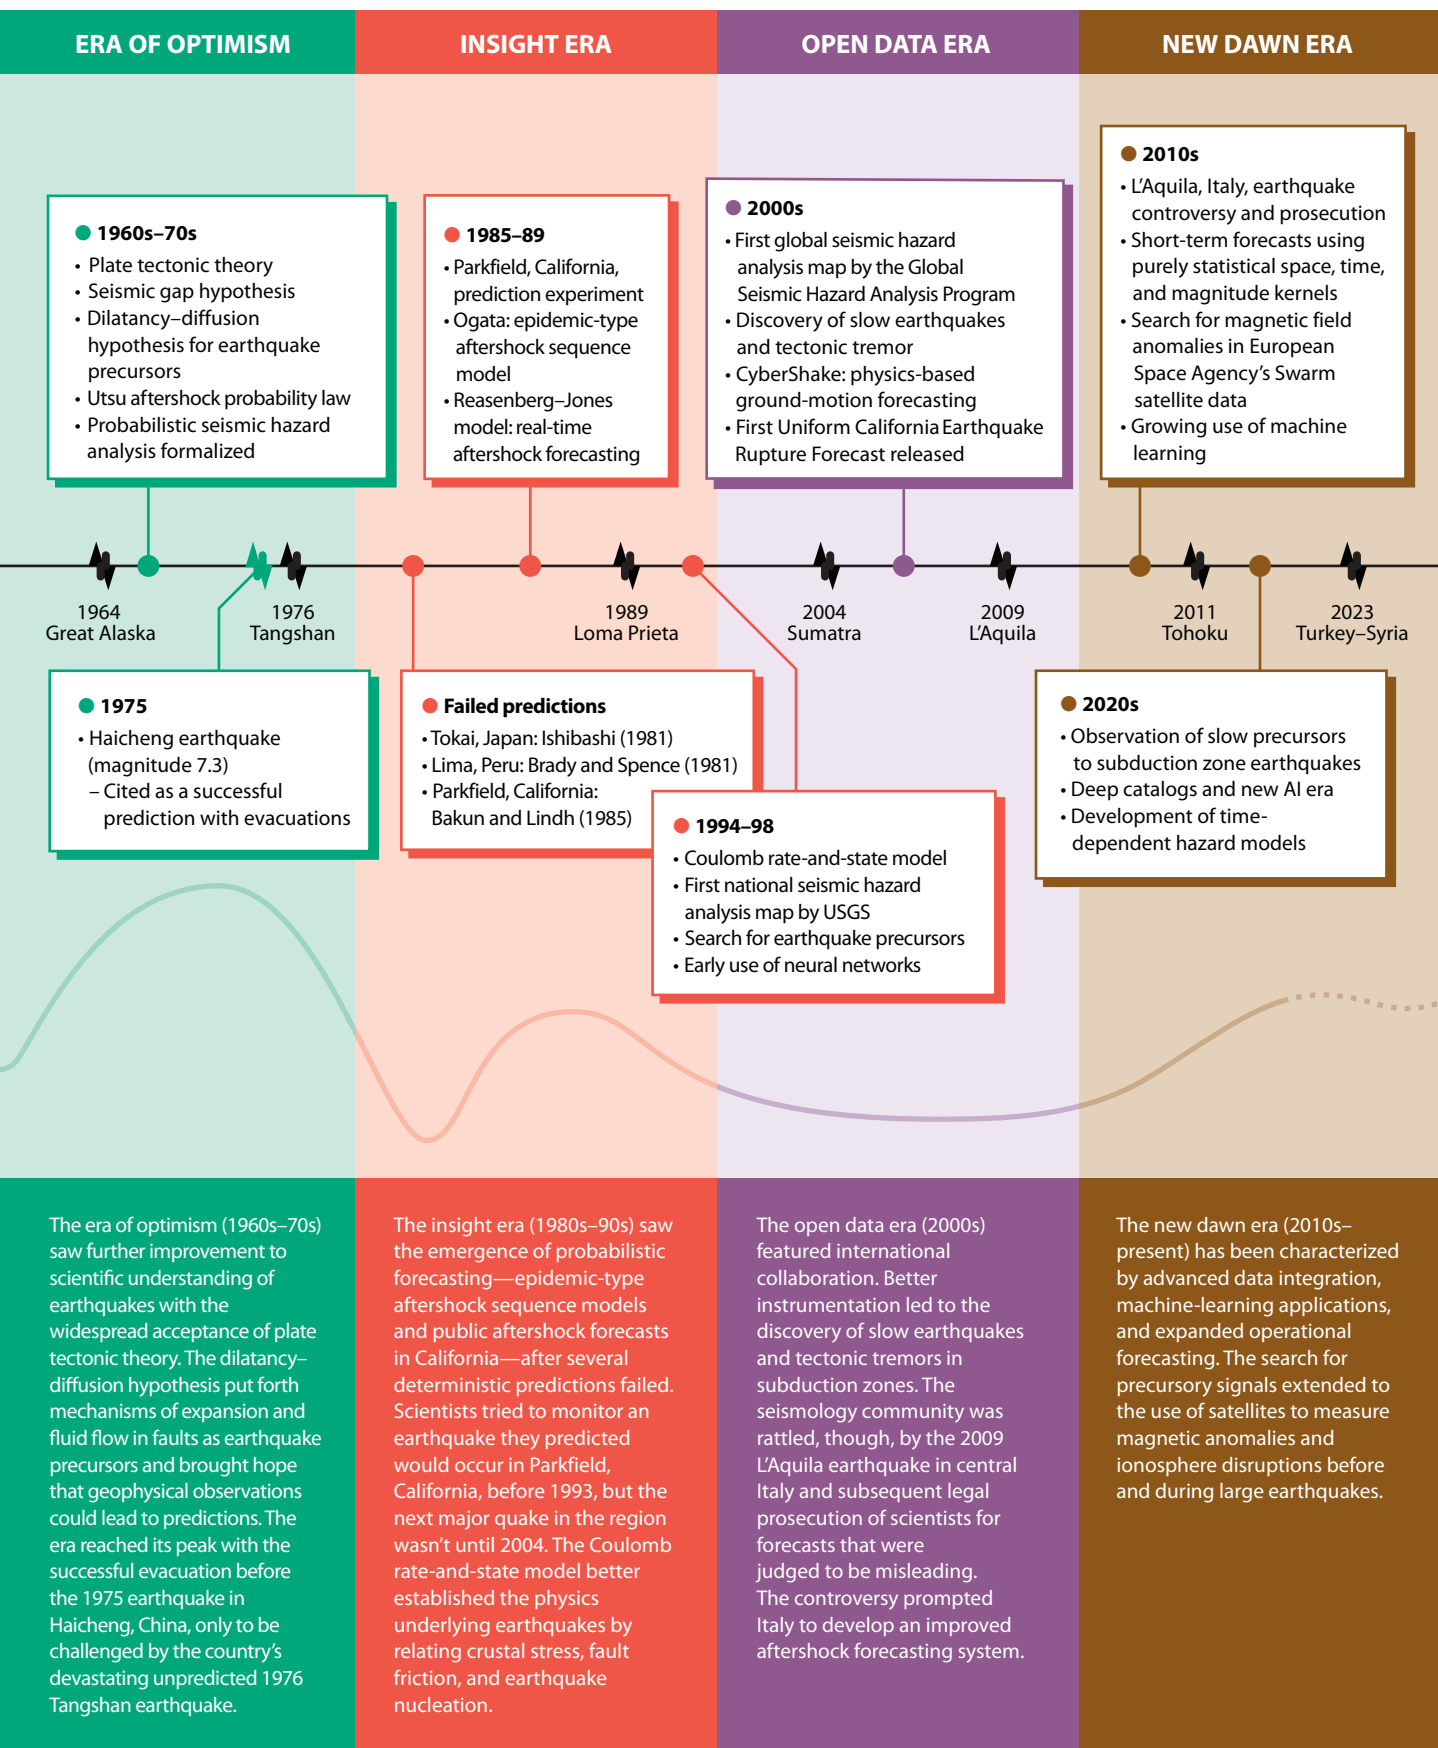 ERA OF OPTIMISM
INSIGHT ERA
OPEN DATA ERA
NEW DAWN ERA
1960s–70s
• Plate tectonic theory
• Seismic gap hypothesis
• Dilatancy–diffusion
hypothesis for earthquake
precursors
• Utsu aftershock probability law
• Probabilistic seismic hazard
analysis formalized
1985–89
• Parkfield, California,
prediction experiment
• Ogata: epidemic-type
aftershock sequence
model
• Reasenberg–Jones
model: real-time
aftershock forecasting
2000s
• First global seismic hazard
analysis map by the Global
Seismic Hazard Analysis Program
• Discovery of slow earthquakes
and tectonic tremor
• CyberShake: physics-based
ground-motion forecasting
• First Uniform California Earthquake
Rupture Forecast released
2010s
• L’Aquila, Italy, earthquake
controversy and prosecution
• Short-term forecasts using
purely statistical space, time,
and magnitude kernels
• Search for magnetic field
anomalies in European
Space Agency’s Swarm
satellite data
• Growing use of machine
learning
1964
Great Alaska
1976
Tangshan
1989
Loma Prieta
2004
Sumatra
2009
L’Aquila
2011
Tohoku
2023
Turkey–Syria
1975
• Haicheng earthquake
(magnitude 7.3)
– Cited as a successful
prediction with evacuations
Failed predictions
• Tokai, Japan: Ishibashi (1981)
• Lima, Peru: Brady and Spence (1981)
• Parkfield, California:
Bakun and Lindh (1985)
1994–98
• Coulomb rate-and-state model
• First national seismic hazard
analysis map by USGS
• Search for earthquake precursors
• Early use of neural networks
2020s
• Observation of slow precursors
to subduction zone earthquakes
• Deep catalogs and new AI era
• Development of time-
dependent hazard models
The era of optimism (1960s–70s)
saw further improvement to
scientific understanding of
earthquakes with the
widespread acceptance of plate
tectonic theory. The dilatancy–
diffusion hypothesis put forth
mechanisms of expansion and
fluid flow in faults as earthquake
precursors and brought hope
that geophysical observations
could lead to predictions. The
era reached its peak with the
successful evacuation before
the 1975 earthquake in
Haicheng, China, only to be
challenged by the country’s
devastating unpredicted 1976
Tangshan earthquake.
The insight era (1980s–90s) saw
the emergence of probabilistic
forecasting—epidemic-type
aftershock sequence models
and public aftershock forecasts
in California—after several
deterministic predictions failed.
Scientists tried to monitor an
earthquake they predicted
would occur in Parkfield,
California, before 1993, but the
next major quake in the region
wasn’t until 2004. The Coulomb
rate-and-state model better
established the physics
underlying earthquakes by
relating crustal stress, fault
friction, and earthquake
nucleation.
The open data era (2000s)
featured international
collaboration. Better
instrumentation led to the
discovery of slow earthquakes
and tectonic tremors in
subduction zones. The
seismology community was
rattled, though, by the 2009
L’Aquila earthquake in central
Italy and subsequent legal
prosecution of scientists for
forecasts that were
judged to be misleading.
The controversy prompted
Italy to develop an improved
aftershock forecasting system.
The new dawn era (2010s–
present) has been characterized
by advanced data integration,
machine-learning applications,
and expanded operational
forecasting. The search for
precursory signals extended to
the use of satellites to measure
magnetic anomalies and
ionosphere disruptions before
and during large earthquakes.